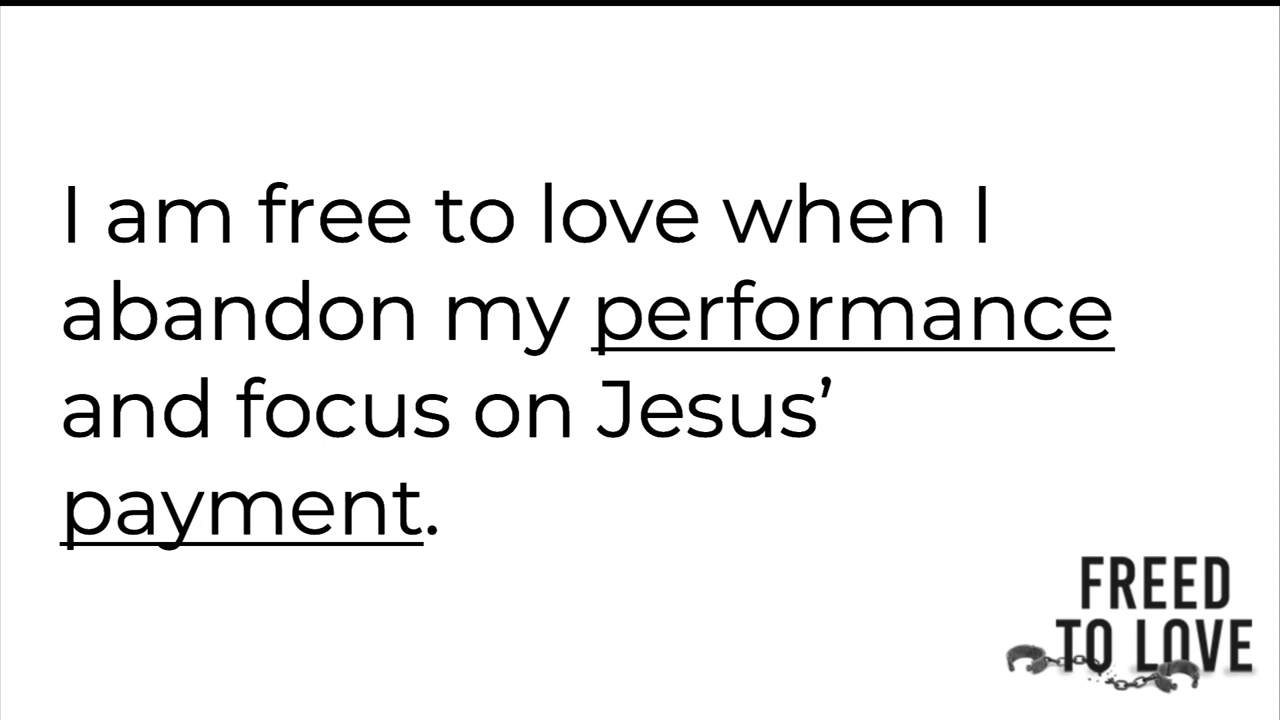 I am free to love when I
abandon my performance
and focus on Jesus’
payment.
FREED
TO LOVE